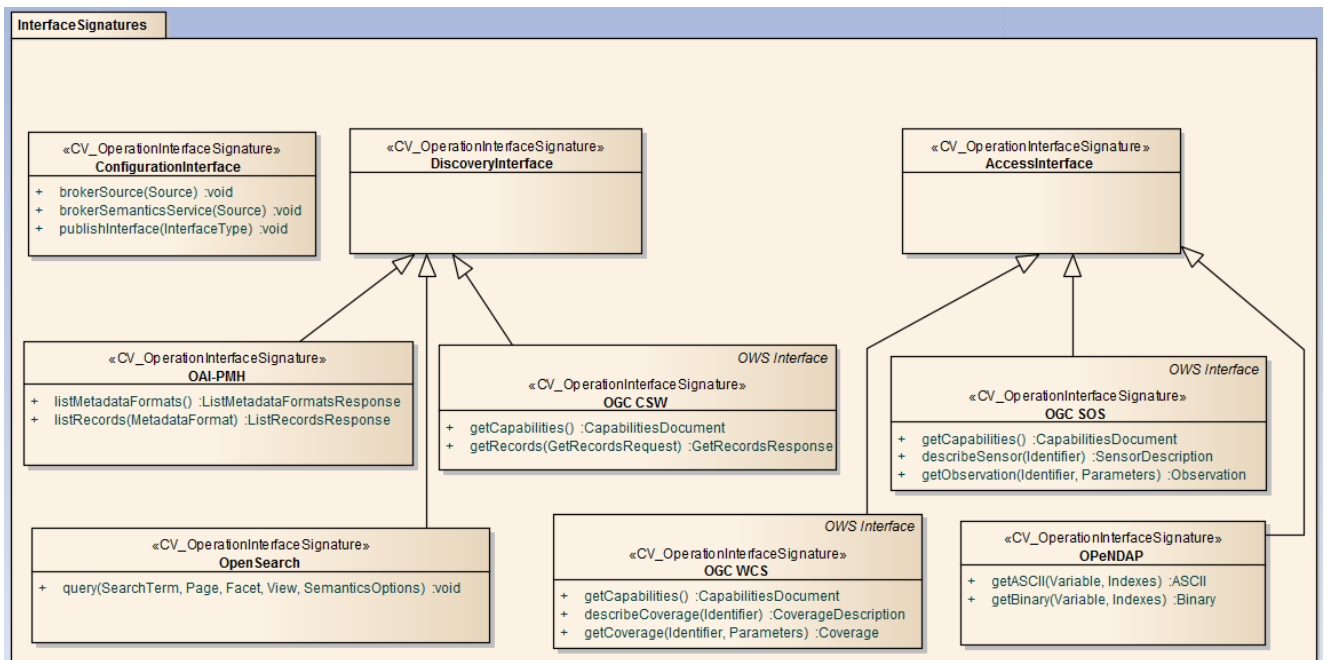 InterfaceSignatures
«CV_OperationInterfaceSignature»
ConfigurationInterface
+ brokerSource(Source) :void
+ brokerSemanticsService(Source) :void
+ publishInterface(InterfaceType) :void
«CV_OperationInterfaceSignature»
DiscoveryInterface
«CV_OperationInterfaceSignature»
AccessInterface
«CV_OperationInterfaceSignature»
OAI-PMH
+ listMetadataFormats() :ListMetadataFormatsResponse
+ listRecords(MetadataFormat) :ListRecordsResponse
OWS Interface
«CV_OperationInterfaceSignature»
OGC CSW
+ getCapabilities() :CapabilitiesDocument
+ getRecords(GetRecordsRequest) :GetRecordsResponse
OWS Interface
«CV_OperationInterfaceSignature»
OGC SOS
+ getCapabilities() :CapabilitiesDocument
+ describeSensor(Identifier) :SensorDescription
+ getObservation(Identifier, Parameters) :Observation
«CV_OperationInterfaceSignature»
OpenSearch
+ query(SearchTerm, Page, Facet, View, SemanticsOptions) :void
OWS Interface
«CV_OperationInterfaceSignature»
OGC WCS
+ getCapabilities() :CapabilitiesDocument
+ describeCoverage(Identifier) :CoverageDescription
+ getCoverage(Identifier, Parameters) :Coverage
«CV_OperationInterfaceSignature»
OPeNDAP
+ getASCII(Variable, Indexes) :ASCII
+ getBinary(Variable, Indexes) :Binary